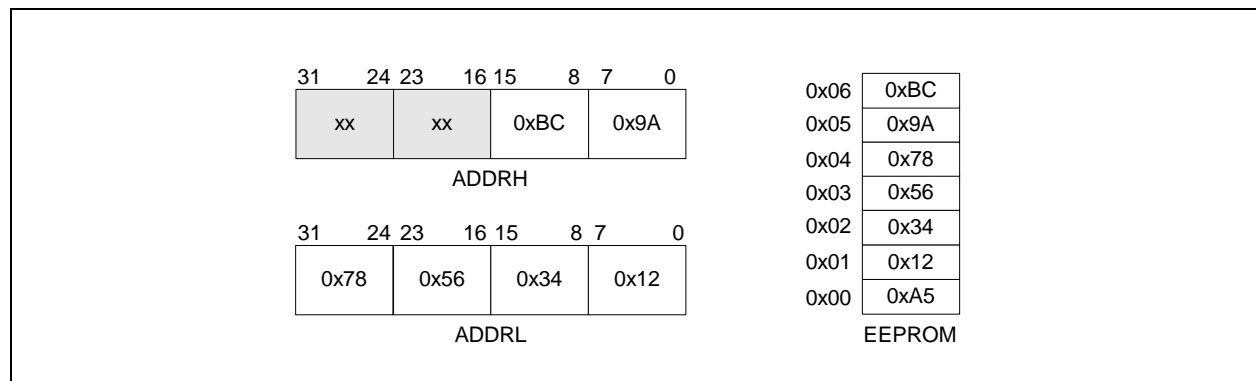 31 24 23 16 15 8 7 0
xx xx 0xBC 0x9A
ADDRH
31 24 23 16 15 8 7 0
0x78 0x56 0x34 0x12
ADDRL
0x06 0xBC
0x05 0x9A
0x04 0x78
0x03 0x56
0x02 0x34
0x01 0x12
0x00 0xA5
EEPROM